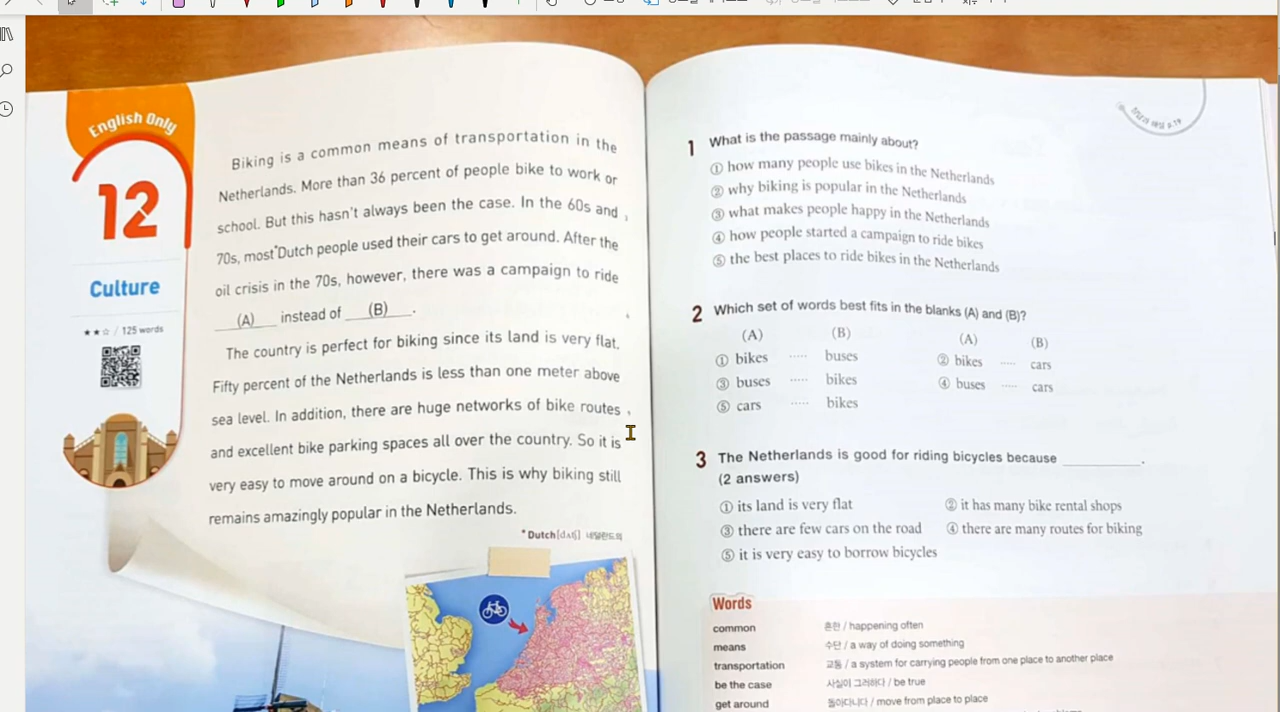 English Only
12
Culture
★★☆ / 125 words
Biking is a common means of transportation in the
Netherlands. More than 36 percent of people bike to work or
school. But this hasn't always been the case. In the 60s and
70s, most *Dutch people used their cars to get around. After the
oil crisis in the 70s, however, there was a campaign to ride
(A) instead of (B) .
The country is perfect for biking since its land is very flat.
Fifty percent of the Netherlands is less than one meter above
sea level. In addition, there are huge networks of bike routes
and excellent bike parking spaces all over the country. So it is
very easy to move around on a bicycle. This is why biking still
remains amazingly popular in the Netherlands.
*Dutch[dʌtʃ] 네덜란드의
정답과 해설 p.19
1 What is the passage mainly about?
① how many people use bikes in the Netherlands
② why biking is popular in the Netherlands
③ what makes people happy in the Netherlands
④ how people started a campaign to ride bikes
⑤ the best places to ride bikes in the Netherlands
2 Which set of words best fits in the blanks (A) and (B)?
(A) (B) (A) (B)
① bikes ····· buses ② bikes ····· cars
③ buses ····· bikes ④ buses ····· cars
⑤ cars ····· bikes
3 The Netherlands is good for riding bicycles because ________.
(2 answers)
① its land is very flat ② it has many bike rental shops
③ there are few cars on the road ④ there are many routes for biking
⑤ it is very easy to borrow bicycles
Words
common 흔한 / happening often
means 수단 / a way of doing something
transportation 교통 / a system for carrying people from one place to another place
be the case 사실이 그러하다 / be true
get around 돌아다니다 / move from place to place